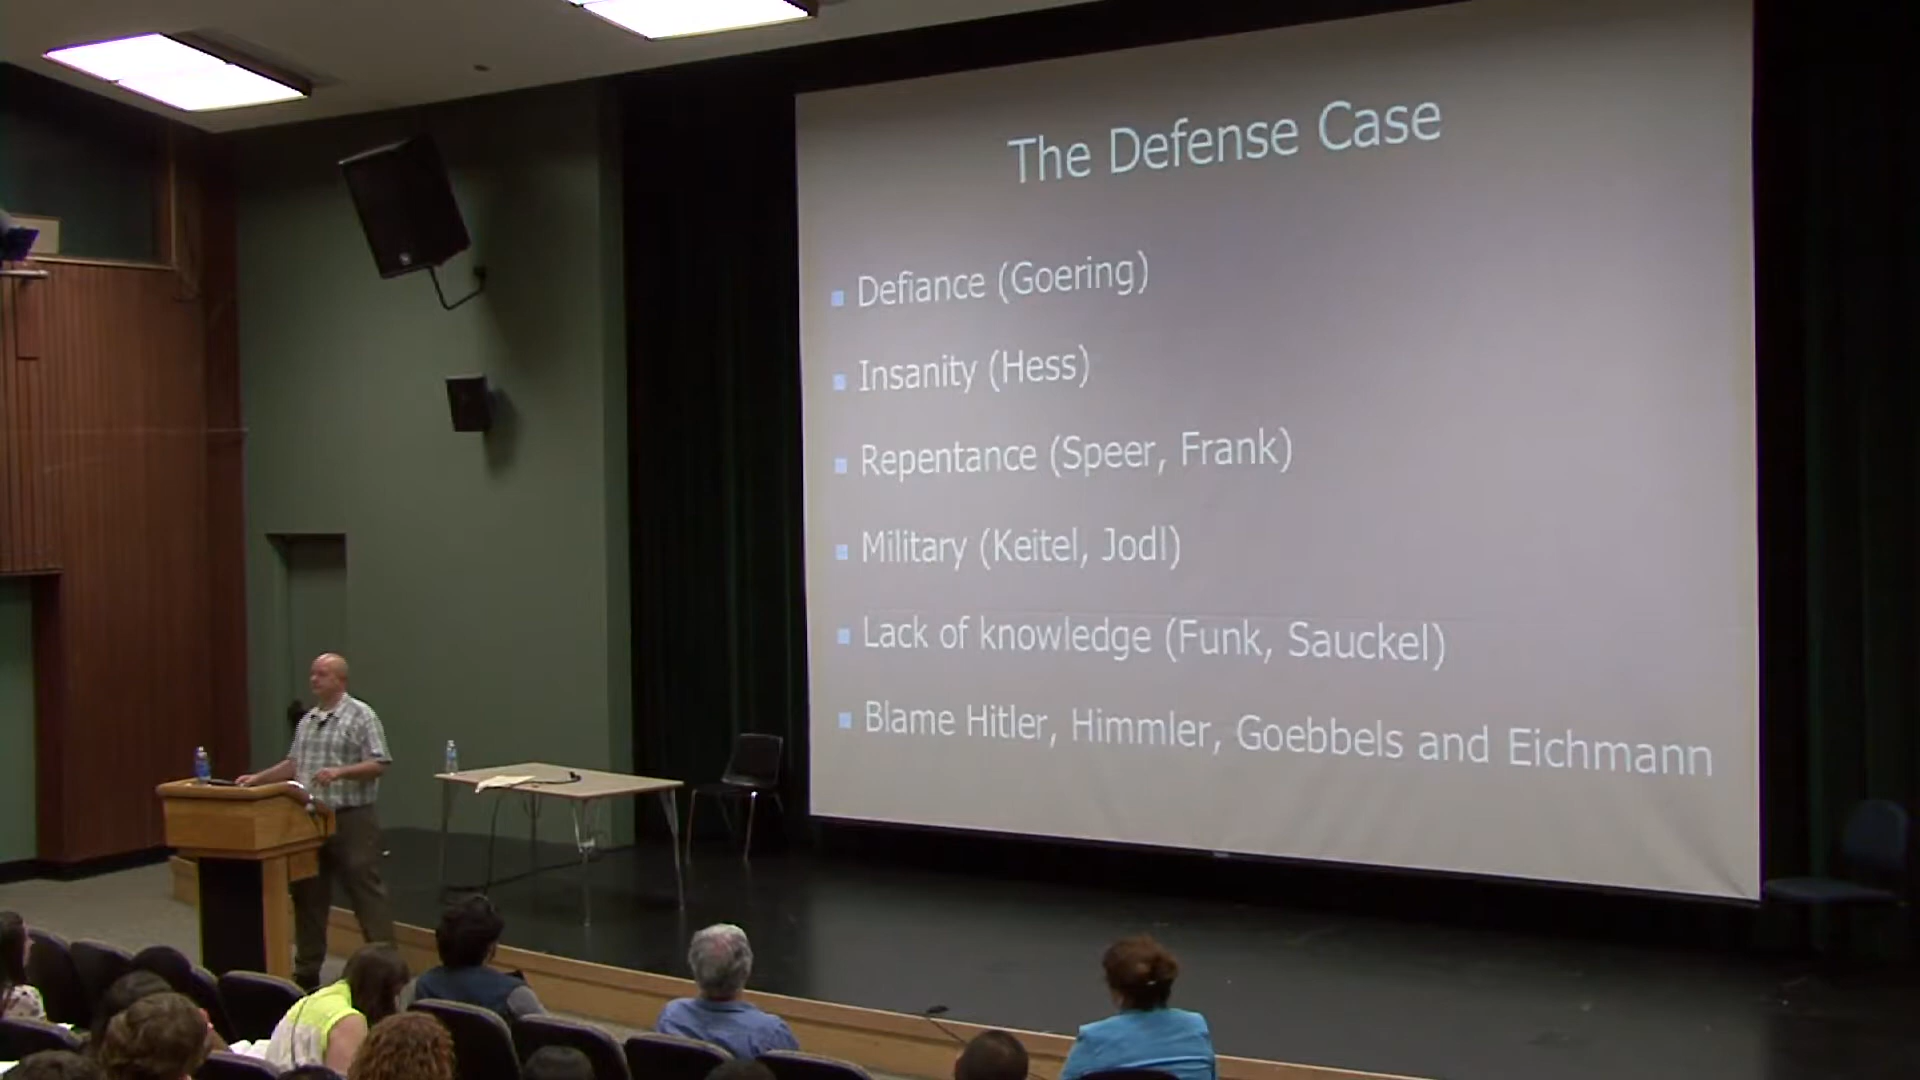 The Defense Case
Defiance (Goering)
Insanity (Hess)
Repentance (Speer, Frank)
Military (Keitel, Jodl)
Lack of knowledge (Funk, Sauckel)
Blame Hitler, Himmler, Goebbels and Eichmann